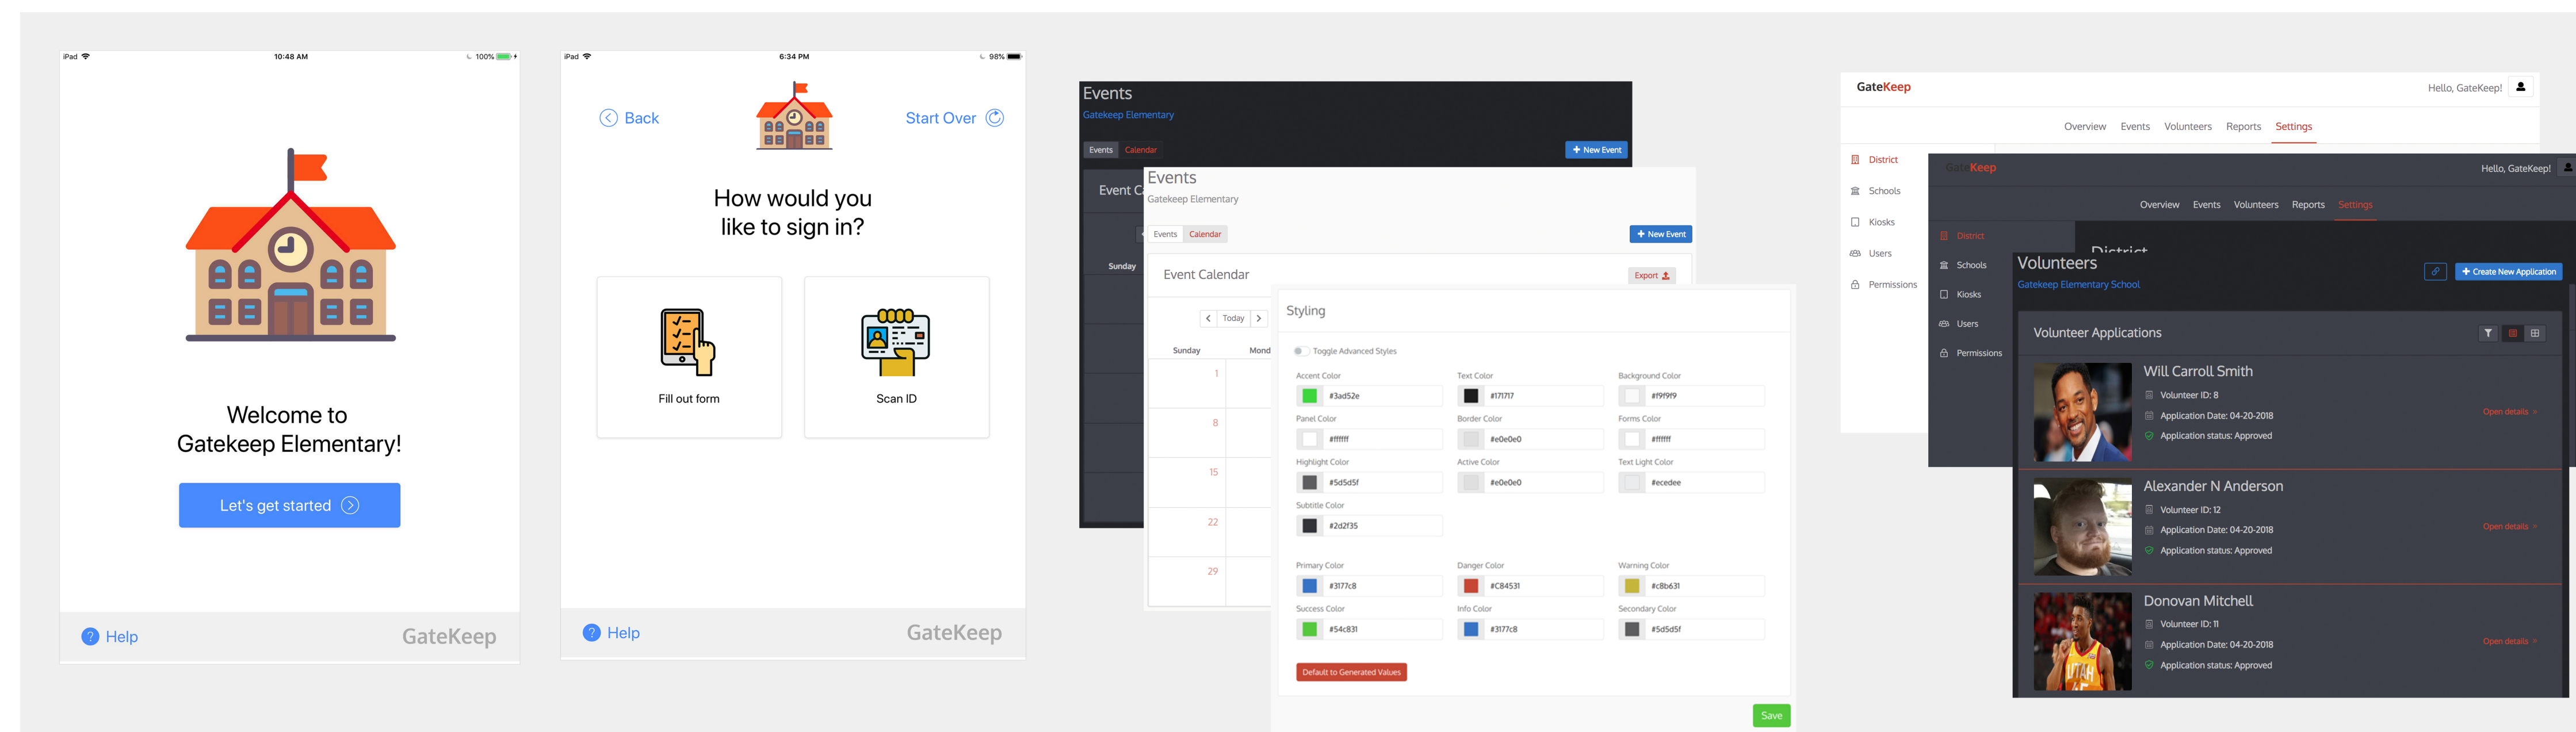 iPad
10:48 AM
100%
Welcome to
Gatekeep Elementary!
Let's get started
Help
GateKeep
iPad
6:34 PM
98%
Back
Start Over
How would you
like to sign in?
Fill out form
Scan ID
Help
GateKeep
Events
Gatekeep Elementary
Events Calendar
+ New Event
Event Ca
Sunday
Events
Gatekeep Elementary
Events Calendar
+ New Event
Event Calendar
Export
Today
Sunday
Mond
1
8
15
22
29
Styling
Toggle Advanced Styles
Accent Color Text Color Background Color
#3ad52e #171717 #f9f9f9
Panel Color Border Color Forms Color
#ffffff #e0e0e0 #ffffff
Highlight Color Active Color Text Light Color
#5d5d5f #e0e0e0 #ecedee
Subtitle Color
#2d2f35
Primary Color Danger Color Warning Color
#3177c8 #C84531 #c8b631
Success Color Info Color Secondary Color
#54c831 #3177c8 #5d5d5f
Default to Generated Values
Save
GateKeep
Hello, GateKeep!
Overview Events Volunteers Reports Settings
District
Schools
Kiosks
Users
Permissions
GateKeep
Hello, GateKeep!
Overview Events Volunteers Reports Settings
District
Schools
Kiosks
Users
Permissions
District
Volunteers
Gatekeep Elementary School
+ Create New Application
Volunteer Applications
Will Carroll Smith
Volunteer ID: 8
Application Date: 04-20-2018
Application status: Approved
Open details >
Alexander N Anderson
Volunteer ID: 12
Application Date: 04-20-2018
Application status: Approved
Open details >
Donovan Mitchell
Volunteer ID: 11
Application Date: 04-20-2018
Application status: Approved
Open details >
UTAH
45